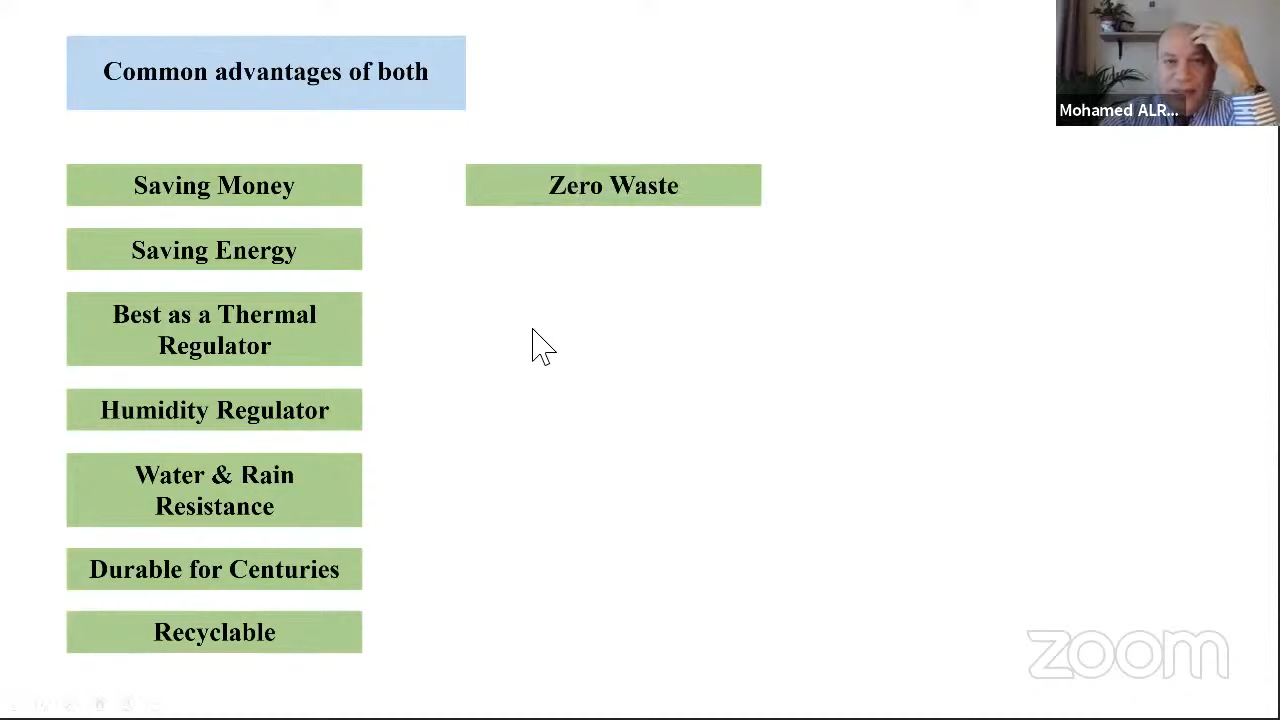 Common advantages of both
Mohamed ALR...
Saving Money
Zero Waste
Saving Energy
Best as a Thermal
Regulator
Humidity Regulator
Water & Rain
Resistance
Durable for Centuries
Recyclable
zoom